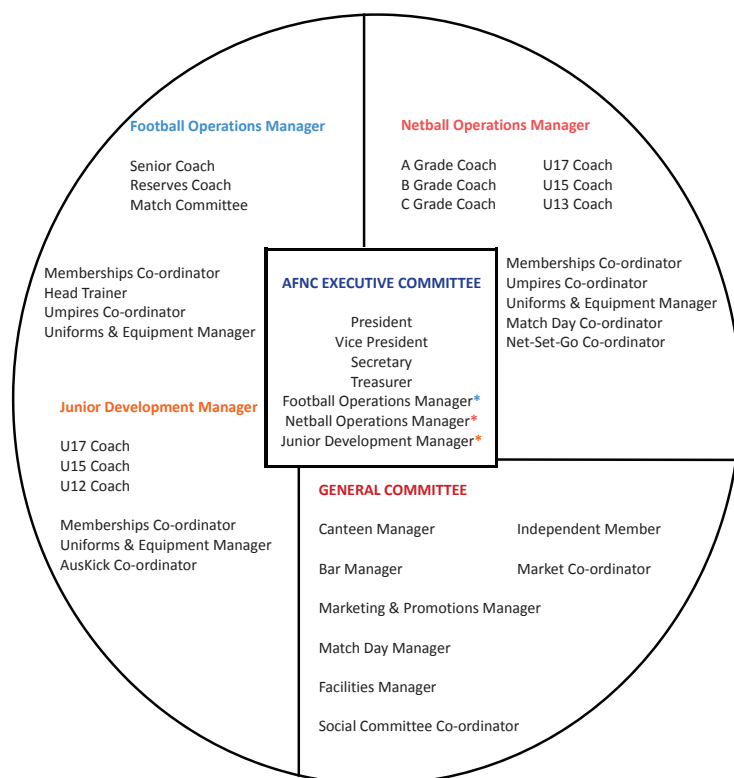 Football Operations Manager
Senior Coach
Reserves Coach
Match Committee
Memberships Co-ordinator
Head Trainer
Umpires Co-ordinator
Uniforms & Equipment Manager
Netball Operations Manager
A Grade Coach
B Grade Coach
C Grade Coach
U17 Coach
U15 Coach
U13 Coach
Memberships Co-ordinator
Umpires Co-ordinator
Uniforms & Equipment Manager
Match Day Co-ordinator
Net-Set-Go Co-ordinator
AFNC EXECUTIVE COMMITTEE
President
Vice President
Secretary
Treasurer
Football Operations Manager*
Netball Operations Manager*
Junior Development Manager*
Junior Development Manager
U17 Coach
U15 Coach
U12 Coach
Memberships Co-ordinator
Uniforms & Equipment Manager
AusKick Co-ordinator
GENERAL COMMITTEE
Canteen Manager
Bar Manager
Marketing & Promotions Manager
Match Day Manager
Facilities Manager
Social Committee Co-ordinator
Independent Member
Market Co-ordinator